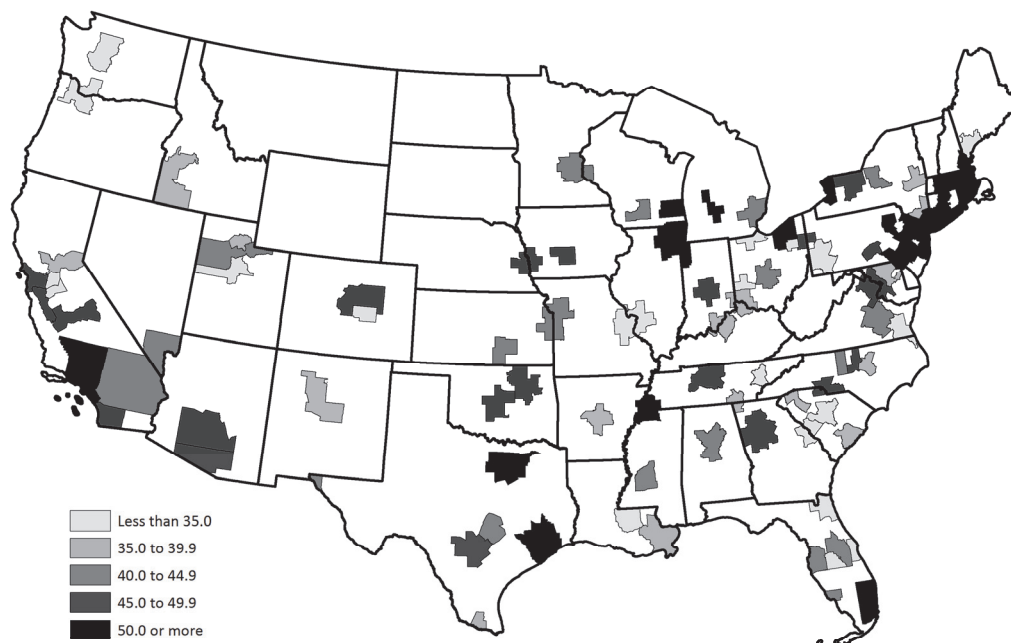 Less than 35.0
35.0 to 39.9
40.0 to 44.9
45.0 to 49.9
50.0 or more